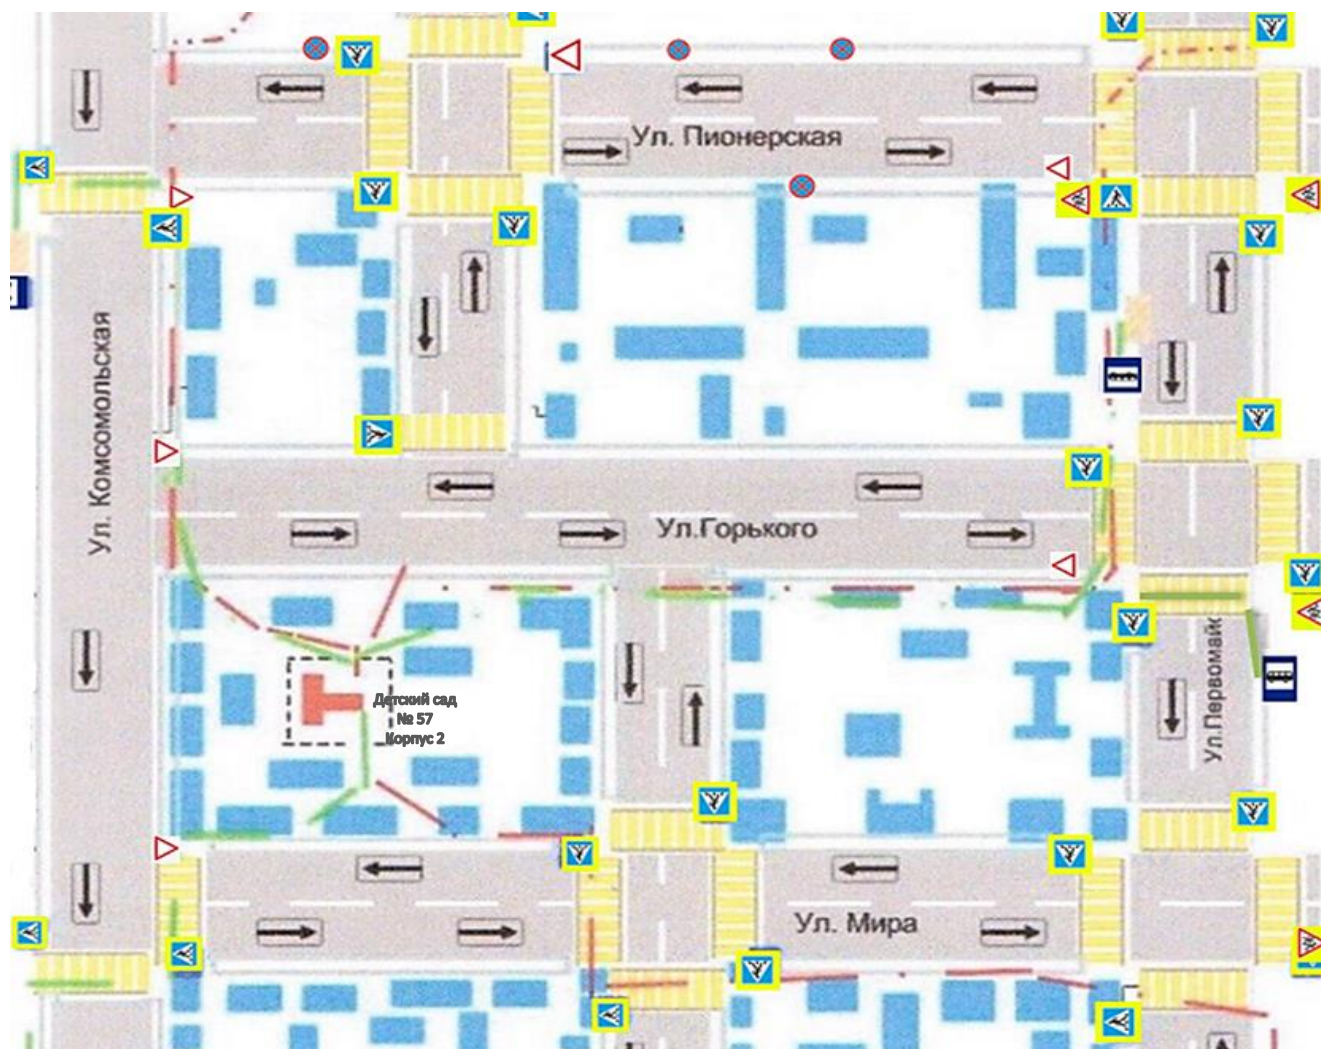 Ул. Пионерская
Ул. Комсомольская
Ул.Горького
Ул.Первомайс
Детский сад
№ 57
Корпус 2
Ул. Мира